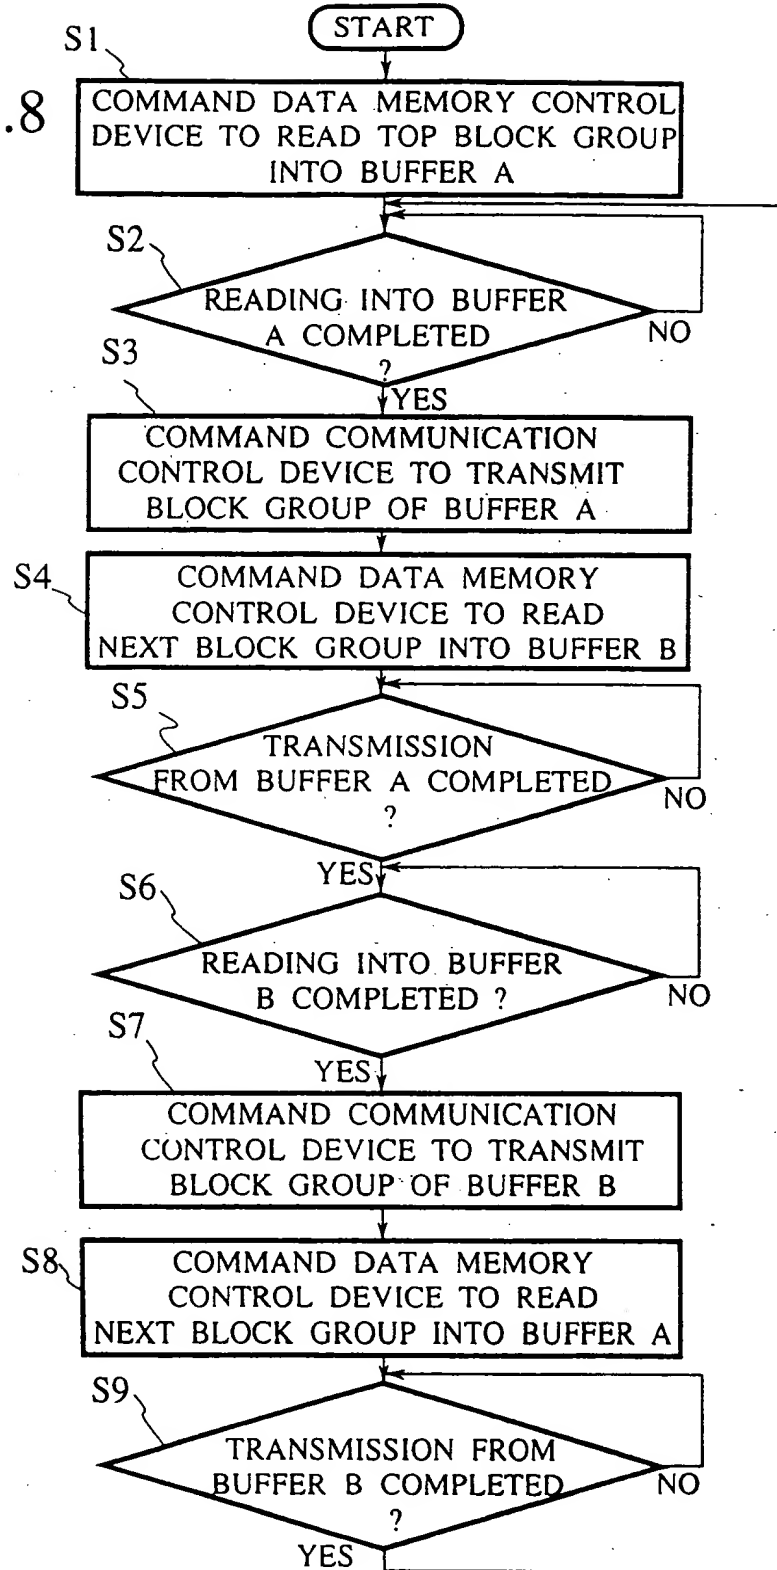 START
S1
.8
COMMAND DATA MEMORY CONTROL
DEVICE TO READ TOP BLOCK GROUP
INTO BUFFER A
S2
READING INTO BUFFER
A COMPLETED
?
NO
YES
S3
COMMAND COMMUNICATION
CONTROL DEVICE TO TRANSMIT
BLOCK GROUP OF BUFFER A
S4
COMMAND DATA MEMORY
CONTROL DEVICE TO READ
NEXT BLOCK GROUP INTO BUFFER B
S5
TRANSMISSION
FROM BUFFER A COMPLETED
?
NO
YES
S6
READING INTO BUFFER
B COMPLETED ?
NO
YES
S7
COMMAND COMMUNICATION
CONTROL DEVICE TO TRANSMIT
BLOCK GROUP OF BUFFER B
S8
COMMAND DATA MEMORY
CONTROL DEVICE TO READ
NEXT BLOCK GROUP INTO BUFFER A
S9
TRANSMISSION FROM
BUFFER B COMPLETED
?
NO
YES